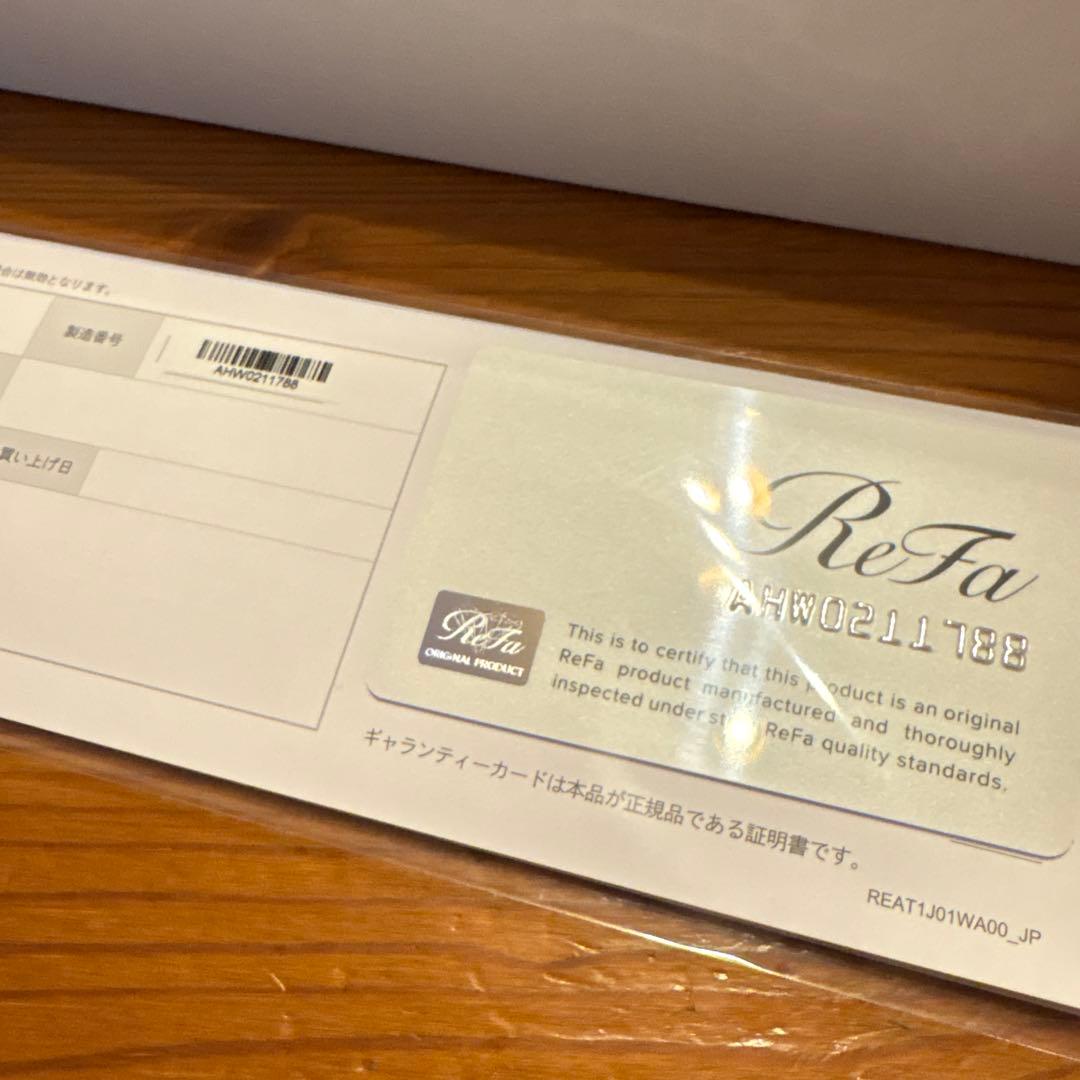 合は無効となります。
製造番号
AHW0211788
買い上げ日
ReFa
AHW0211788
ReFa
ORIGINAL PRODUCT
This is to certify that this product is an original
ReFa product manufactured and thoroughly
inspected under strict ReFa quality standards.
ギャランティーカードは本品が正規品である証明書です。
REAT1J01WA00_JP